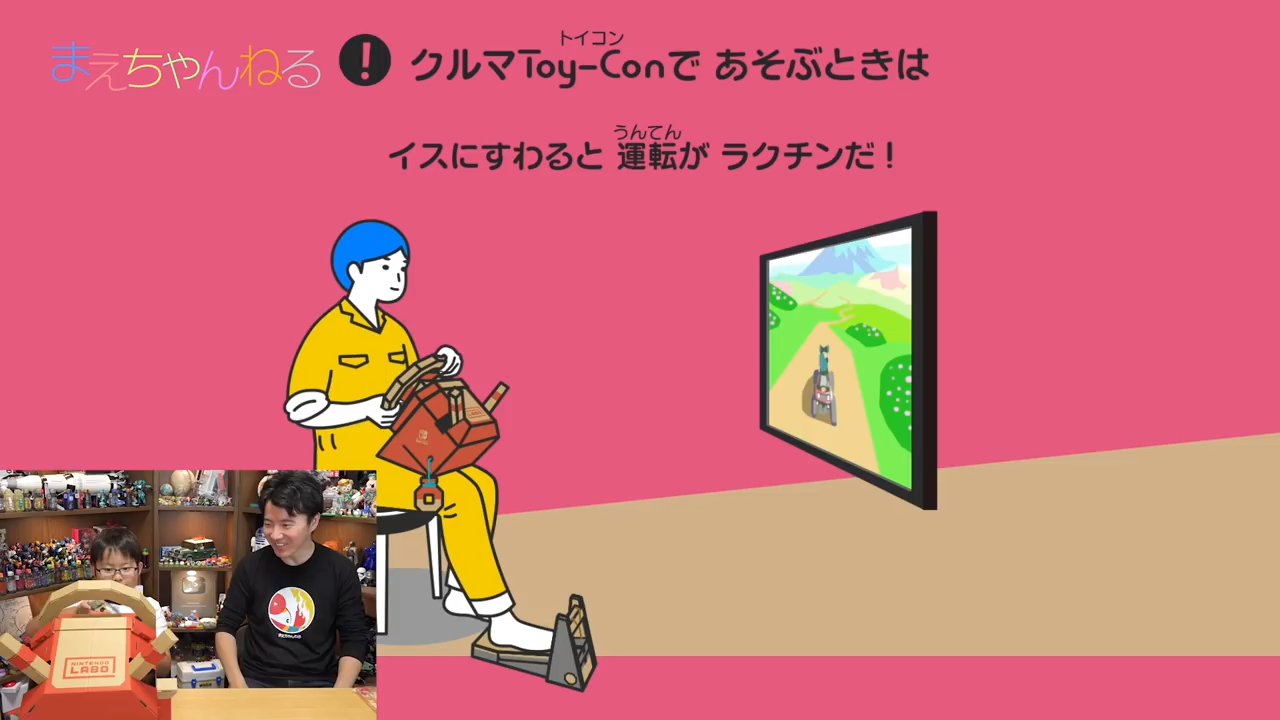 まえちゃんねる
トイコン
! クルマToy-Conで あそぶときは
うんてん
イスにすわると 運転が ラクチンだ!
NINTENDO
LABO